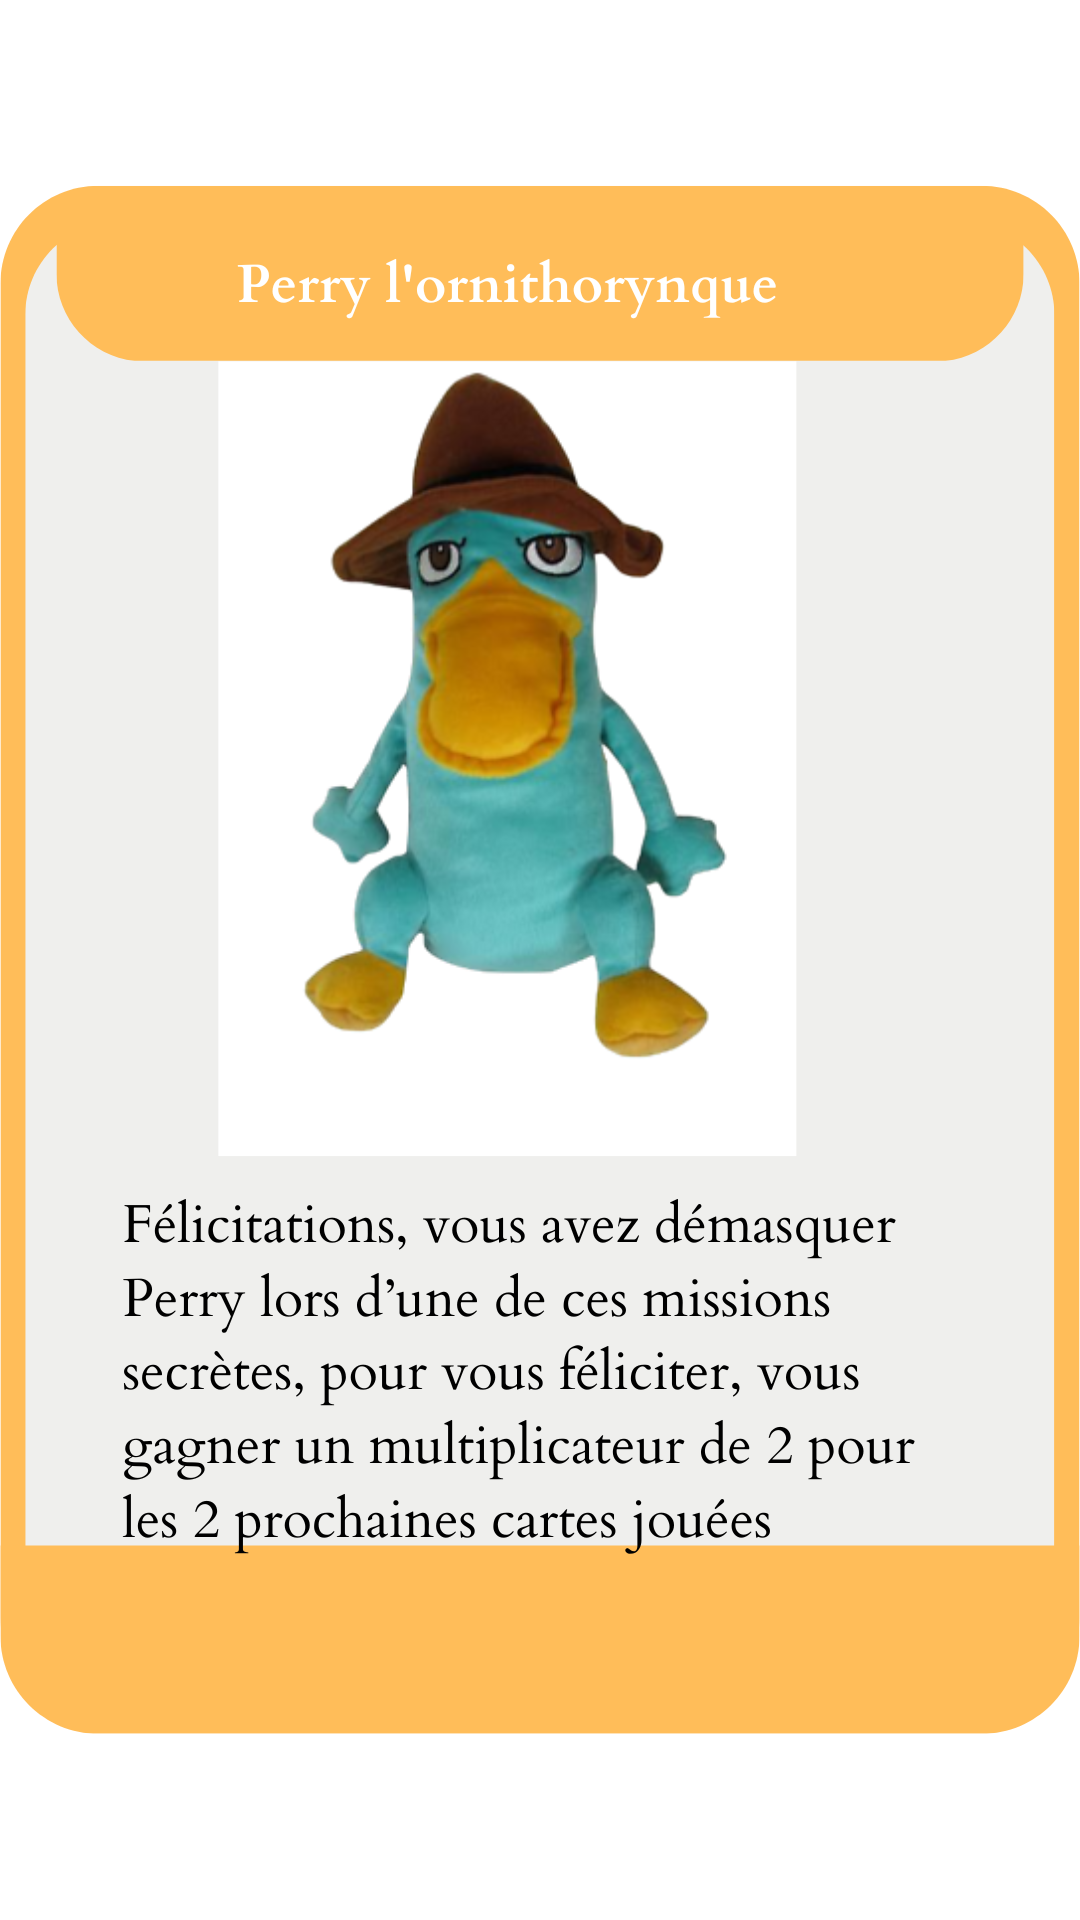 Perry l'ornithorynque
Félicitations, vous avez démasquer
Perry lors d’une de ces missions
secrètes, pour vous féliciter, vous
gagner un multiplicateur de 2 pour
les 2 prochaines cartes jouées